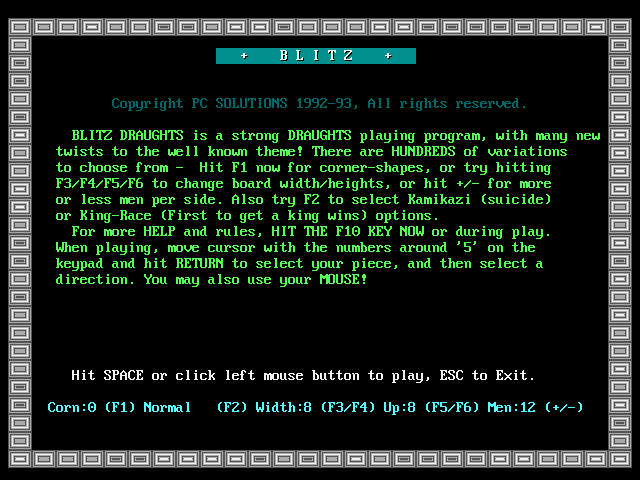 + BLITZ +
Copyright PC SOLUTIONS 1992-93, All rights reserved.
BLITZ DRAUGHTS is a strong DRAUGHTS playing program, with many new
twists to the well known theme! There are HUNDREDS of variations
to choose from - Hit F1 now for corner-shapes, or try hitting
F3/F4/F5/F6 to change board width/heights, or hit +/- for more
or less men per side. Also try F2 to select Kamikazi (suicide)
or King-Race (First to get a king wins) options.
For more HELP and rules, HIT THE F10 KEY NOW or during play.
When playing, move cursor with the numbers around '5' on the
keypad and hit RETURN to select your piece, and then select a
direction. You may also use your MOUSE!
Hit SPACE or click left mouse button to play, ESC to Exit.
Corn:0 (F1) Normal (F2) Width:8 (F3/F4) Up:8 (F5/F6) Men:12 (+/-)